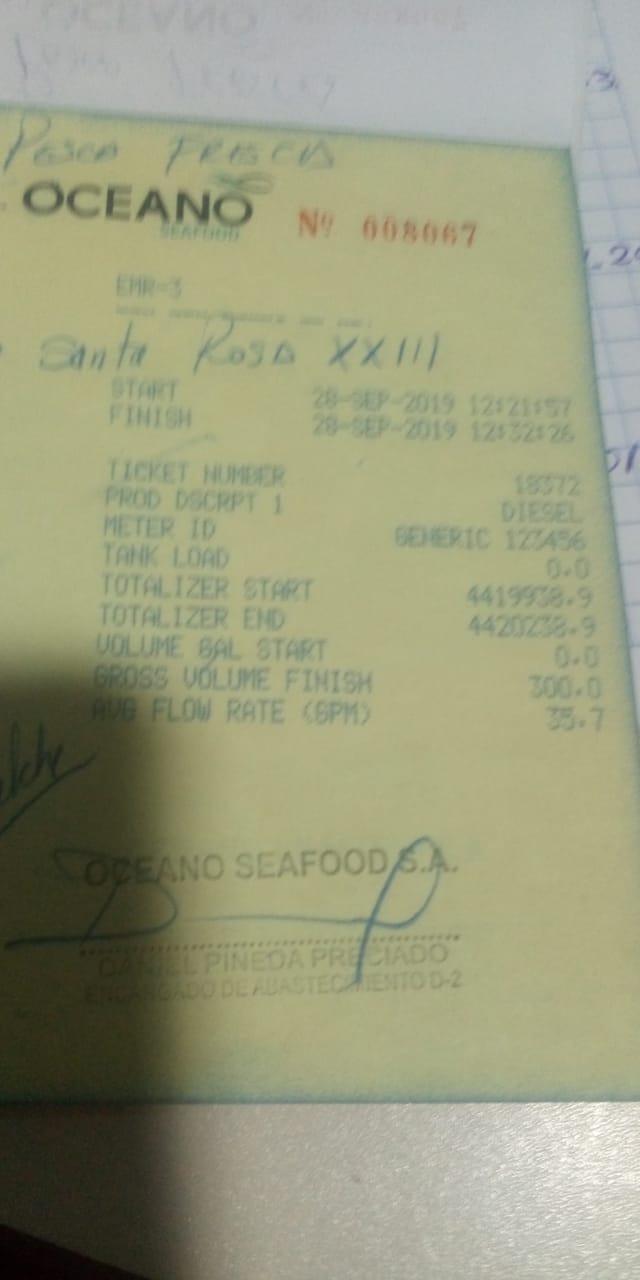 OCEANO
Pesca FRESCA
OCEANO
SEAFOOD
Nº 008067
EMR=3
Santa Rosa XXIII
START 28-SEP-2019 12:21:57
FINISH 28-SEP-2019 12:32:26
TICKET NUMBER 18372
PROD DSCRPT 1 DIESEL
METER ID GENERIC 123456
TANK LOAD 0.0
TOTALIZER START 4419938.9
TOTALIZER END 4420238.9
VOLUME GAL START 0.0
GROSS VOLUME FINISH 300.0
AVG FLOW RATE (GPM) 35.7
OCEANO SEAFOOD S.A.
DANIEL PINEDA PRECIADO
ENCARGADO DE ABASTECIMIENTO D-2